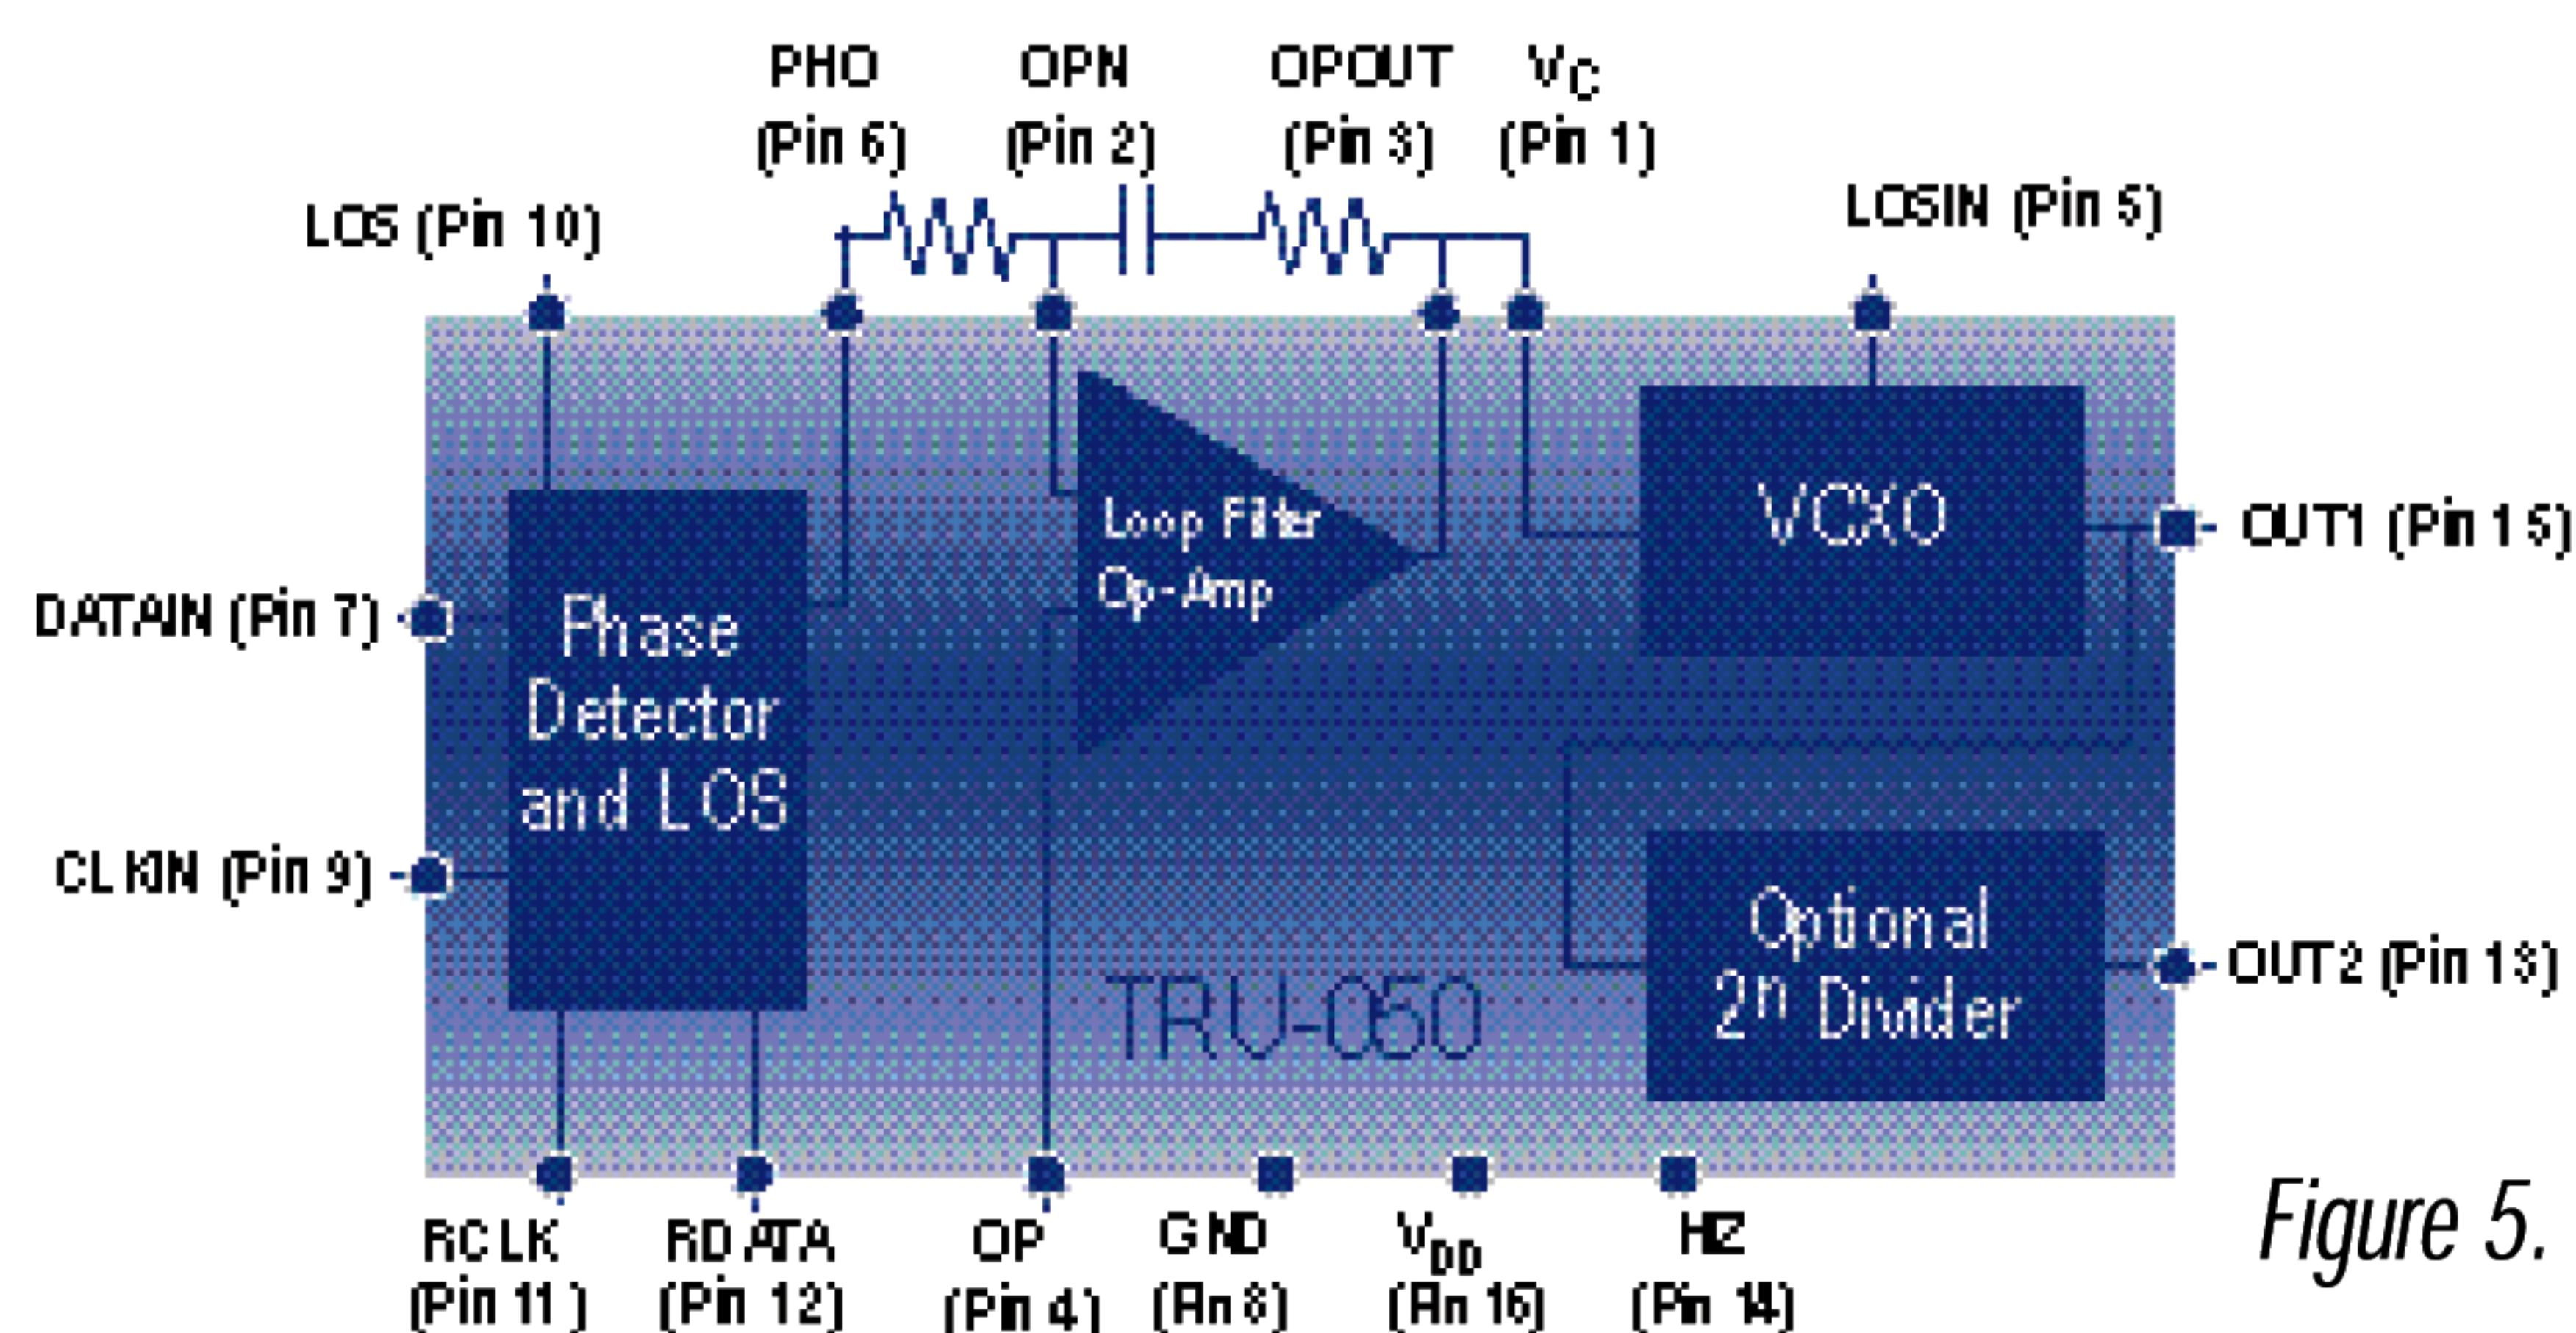 PHO OPN OPOUT VC
(Pin 6) (Pin 2) (Pin 3) (Pin 1)
LOS (Pin 10)
LOSIN (Pin 5)
VCXO
OUT1 (Pin 15)
Loop Filter
Op-Amp
DATAIN (Pin 7)
Phase
Detector
and LOS
CLKIN (Pin 9)
Optional
2ⁿ Divider
OUT2 (Pin 13)
TRU-050
RCLK RDATA OP GND VDD HIZ
(Pin 11) (Pin 12) (Pin 4) (Pin 8) (Pin 16) (Pin 14)
Figure 5.